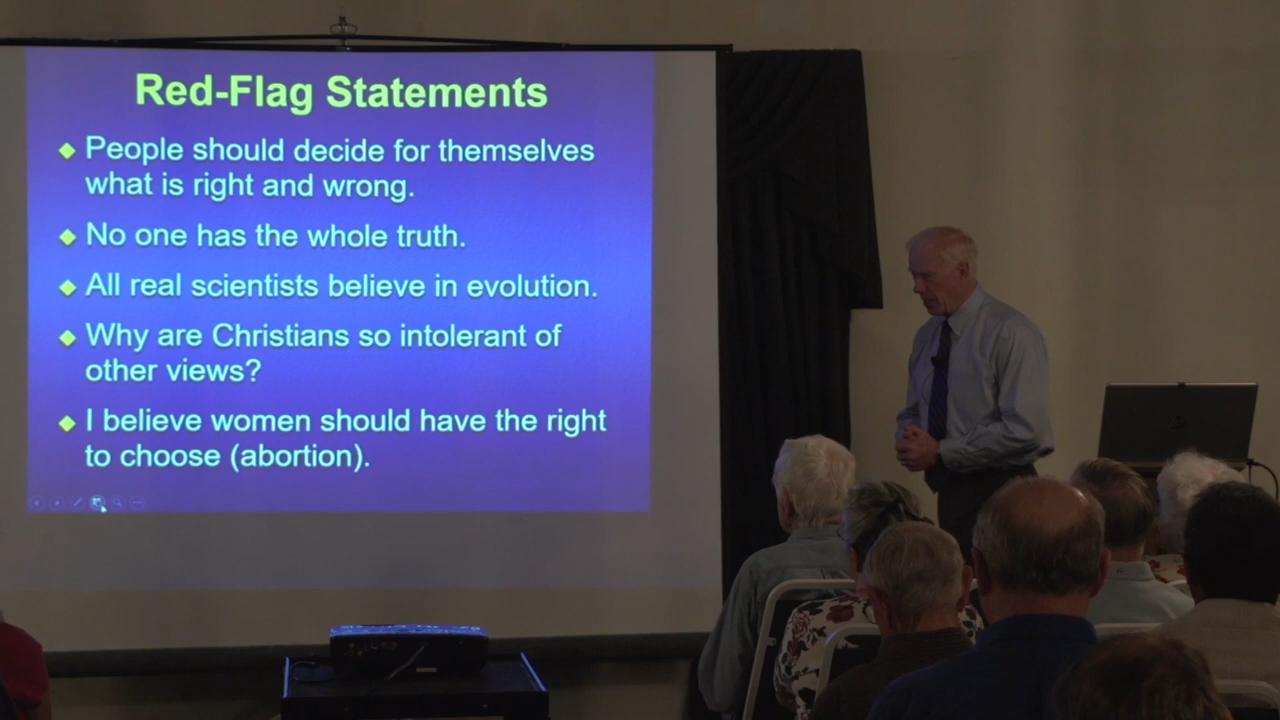 Red-Flag Statements
People should decide for themselves
what is right and wrong.
No one has the whole truth.
All real scientists believe in evolution.
Why are Christians so intolerant of
other views?
I believe women should have the right
to choose (abortion).